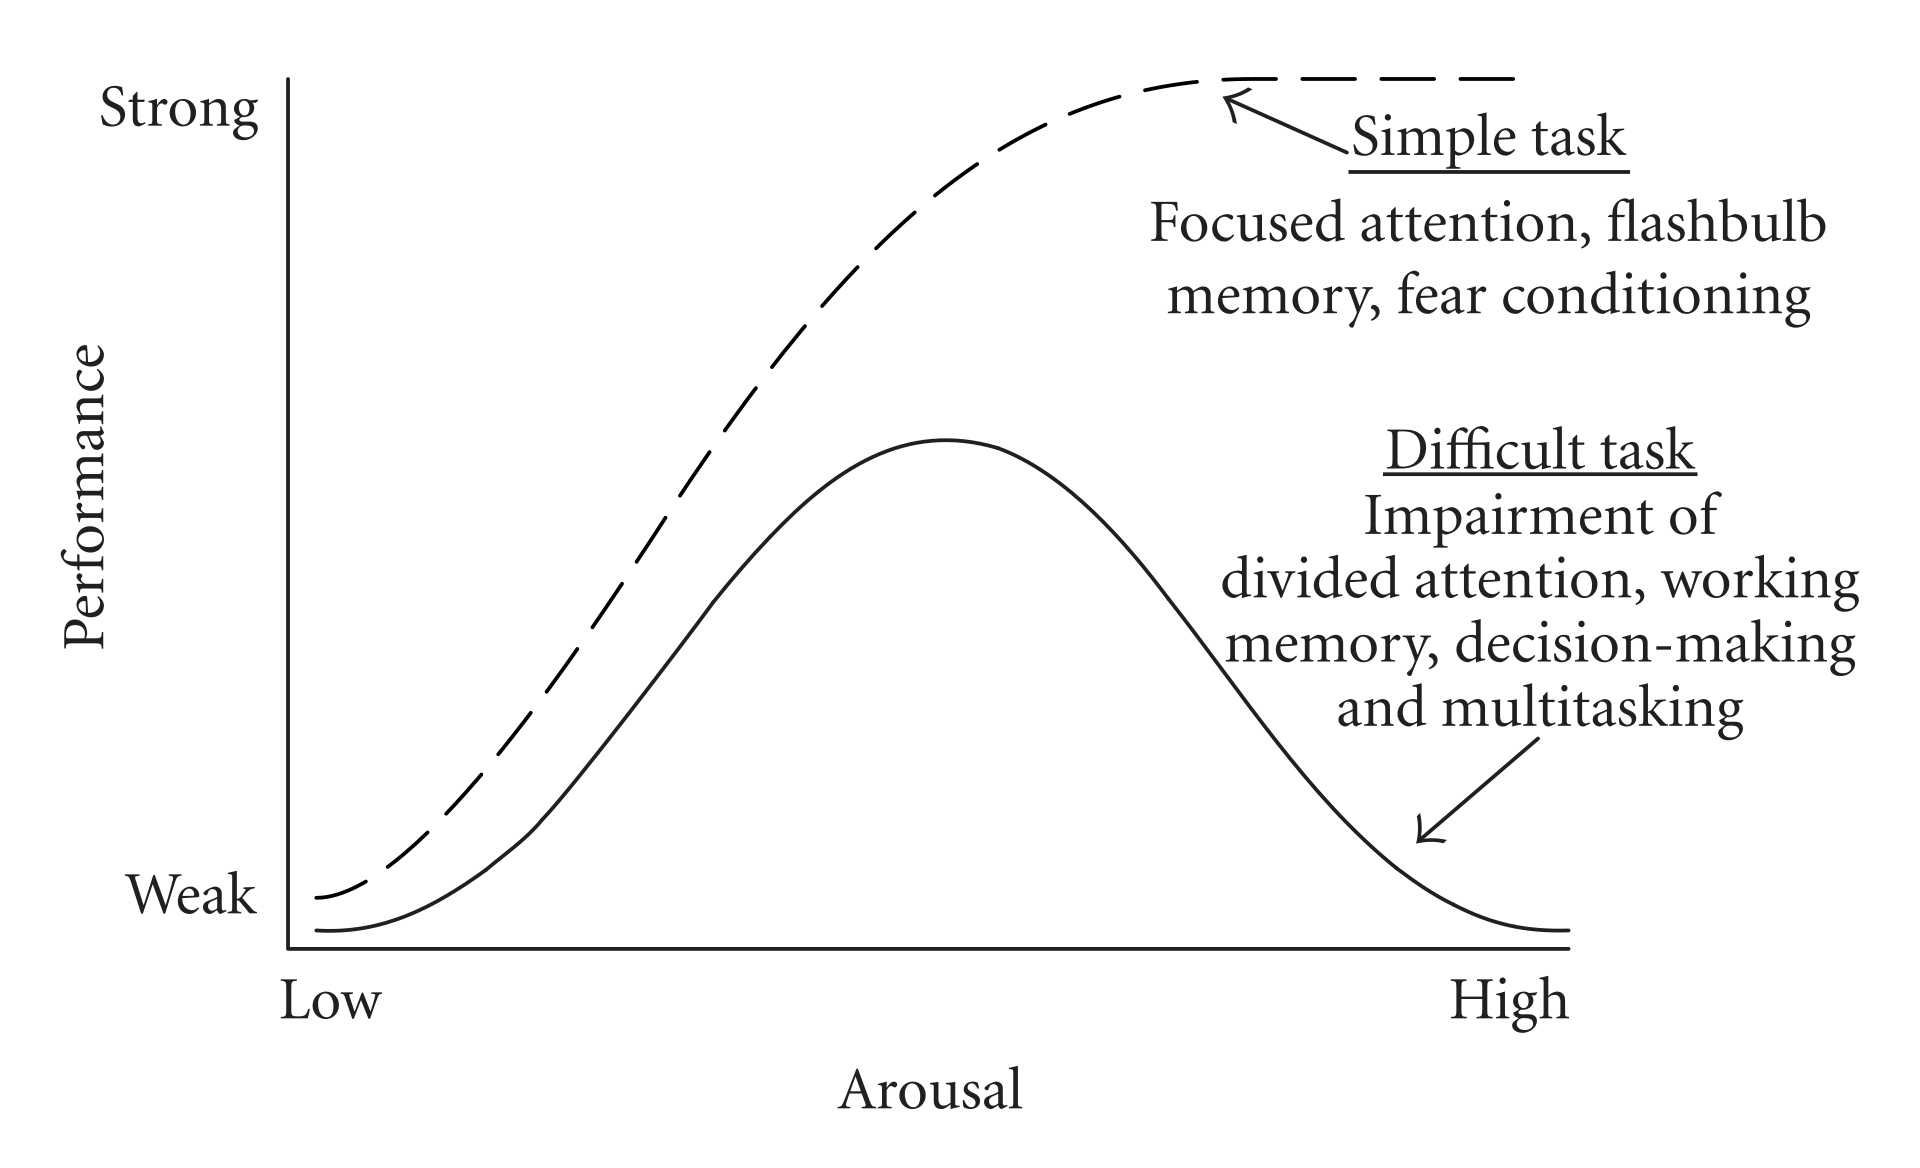 Strong
Simple task
Focused attention, flashbulb
memory, fear conditioning
Performance
Difficult task
Impairment of
divided attention, working
memory, decision-making
and multitasking
Weak
Low
High
Arousal